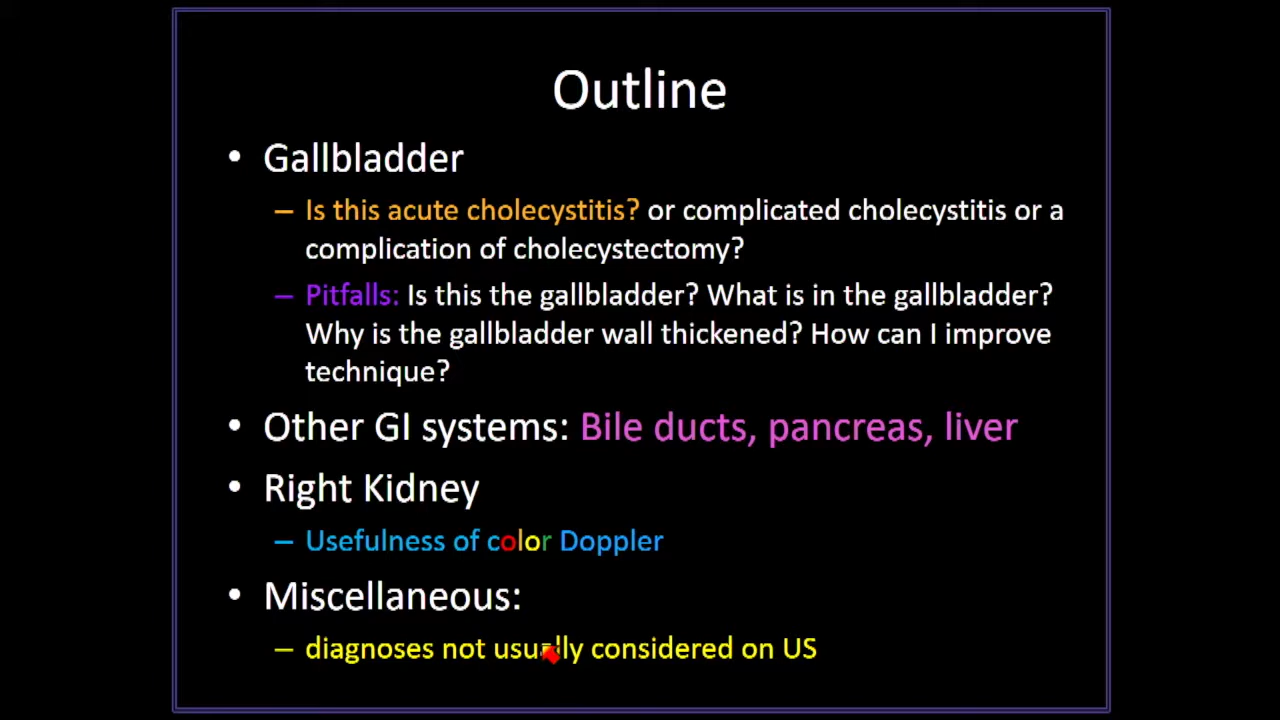 Outline
• Gallbladder
– Is this acute cholecystitis? or complicated cholecystitis or a
complication of cholecystectomy?
– Pitfalls: Is this the gallbladder? What is in the gallbladder?
Why is the gallbladder wall thickened? How can I improve
technique?
• Other GI systems: Bile ducts, pancreas, liver
• Right Kidney
– Usefulness of color Doppler
• Miscellaneous:
– diagnoses not usually considered on US